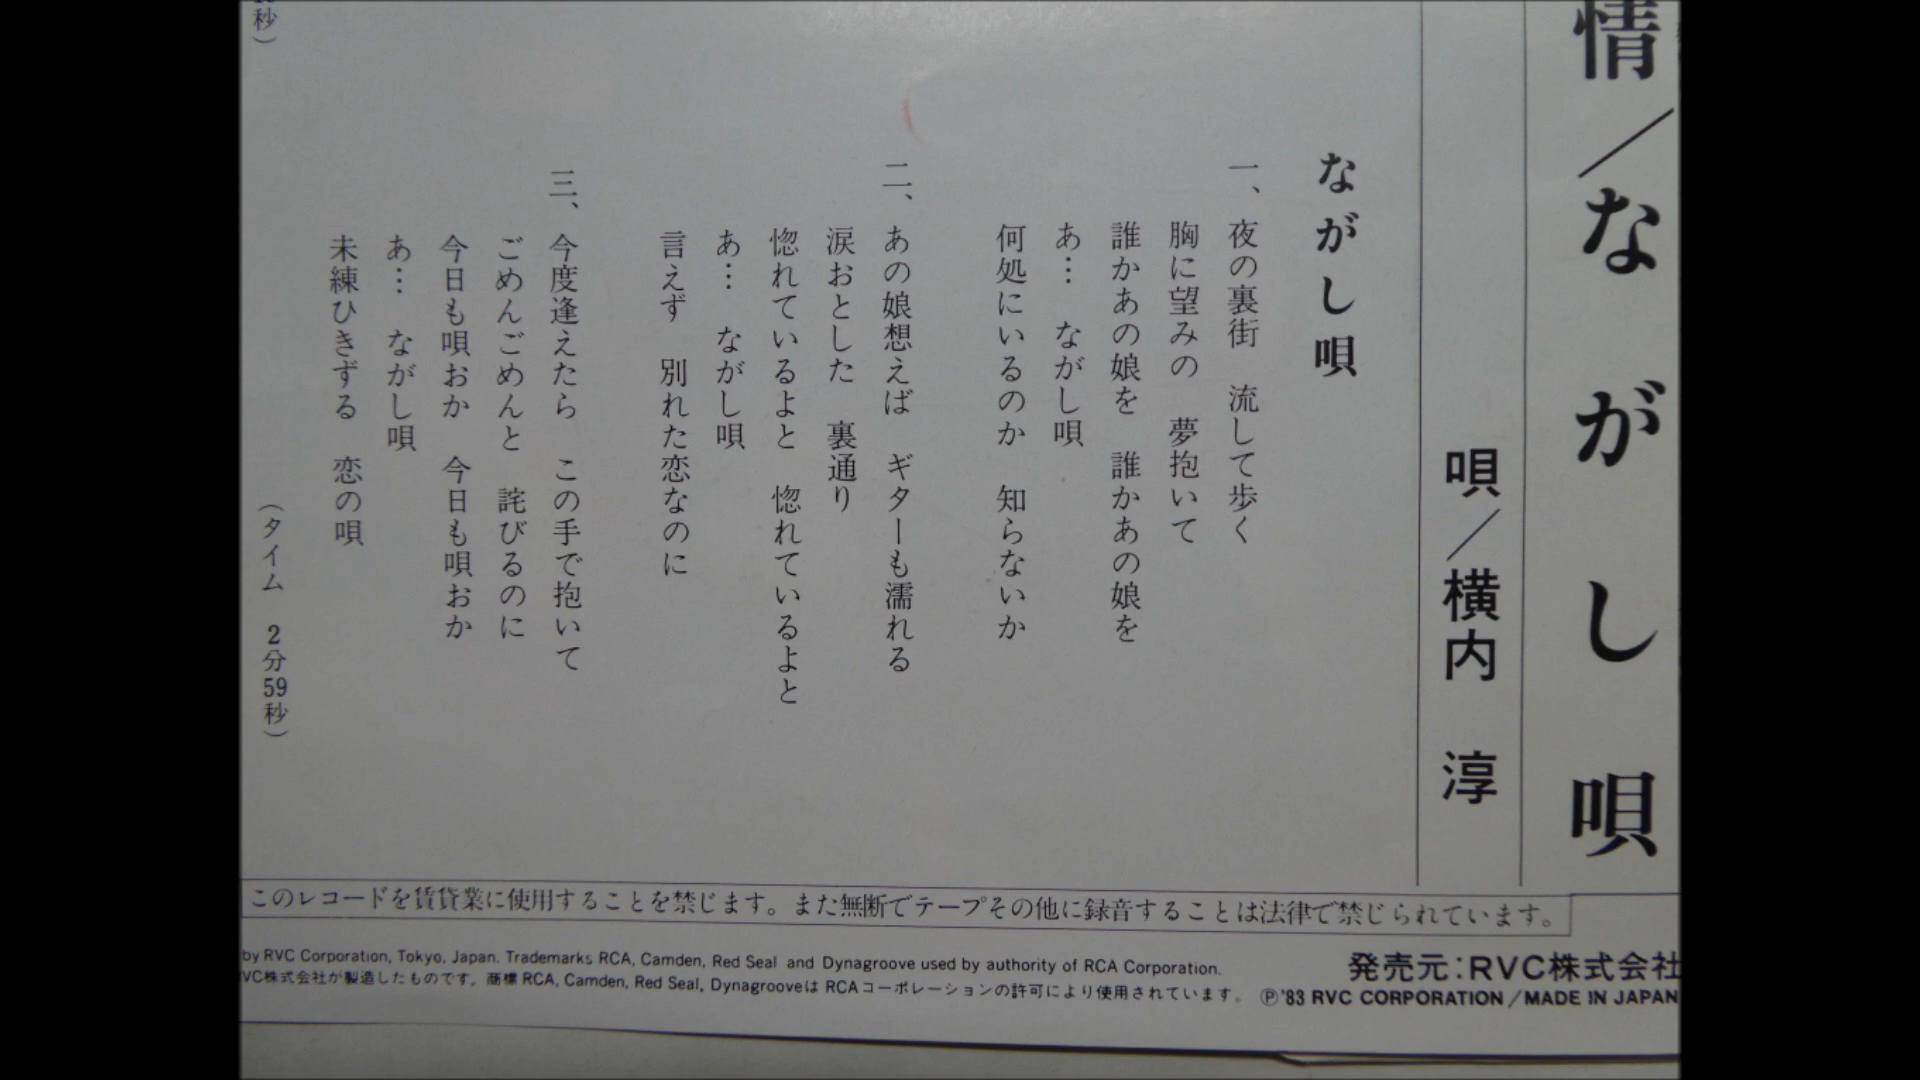 情／ながし唄
唄／横内 淳
ながし唄
一、夜の裏街 流して歩く
胸に望みの 夢抱いて
誰かあの娘を 誰かあの娘を
あ… ながし唄
何処にいるのか 知らないか
二、あの娘想えば ギターも濡れる
涙おとした 裏通り
惚れているよと 惚れているよと
あ… ながし唄
言えず 別れた恋なのに
三、今度逢えたら この手で抱いて
ごめんごめんと 詫びるのに
今日も唄おか 今日も唄おか
あ… ながし唄
未練ひきずる 恋の唄
（タイム 2分59秒）
秒）
このレコードを賃貸業に使用することを禁じます。また無断でテープその他に録音することは法律で禁じられています。
by RVC Corporation, Tokyo, Japan. Trademarks RCA, Camden, Red Seal and Dynagroove used by authority of RCA Corporation.
VC株式会社が製造したものです。商標RCA, Camden, Red Seal, DynagrooveはRCAコーポレーションの許可により使用されています。
発売元：RVC株式会社
Ⓟ'83 RVC CORPORATION／MADE IN JAPAN